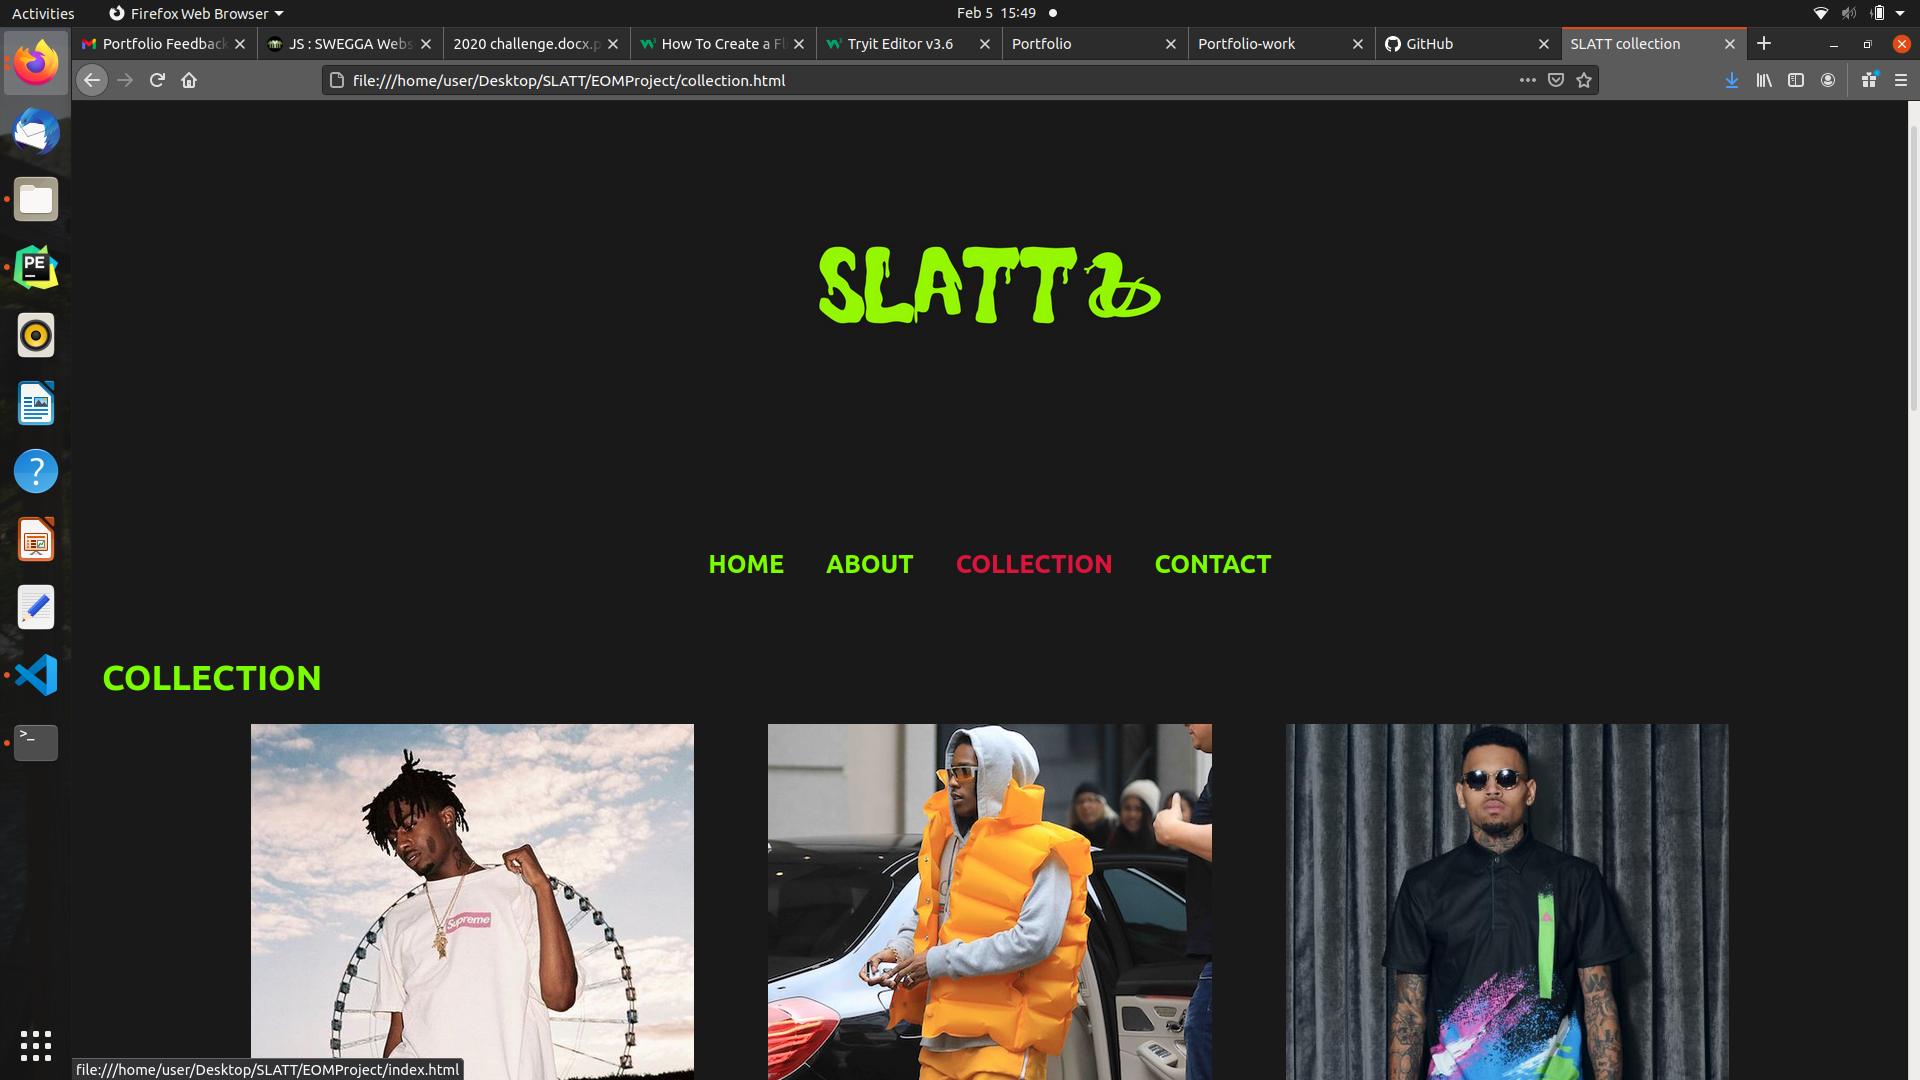 Activities
Firefox Web Browser
Feb 5 15:49
Portfolio Feedback
JS : SWEGGA Webs
2020 challenge.docx.p
How To Create a Fl
Tryit Editor v3.6
Portfolio
Portfolio-work
GitHub
SLATT collection
file:///home/user/Desktop/SLATT/EOMProject/collection.html
SLATT
HOME ABOUT COLLECTION CONTACT
COLLECTION
Supreme
PE
?
>_
file:///home/user/Desktop/SLATT/EOMProject/index.html